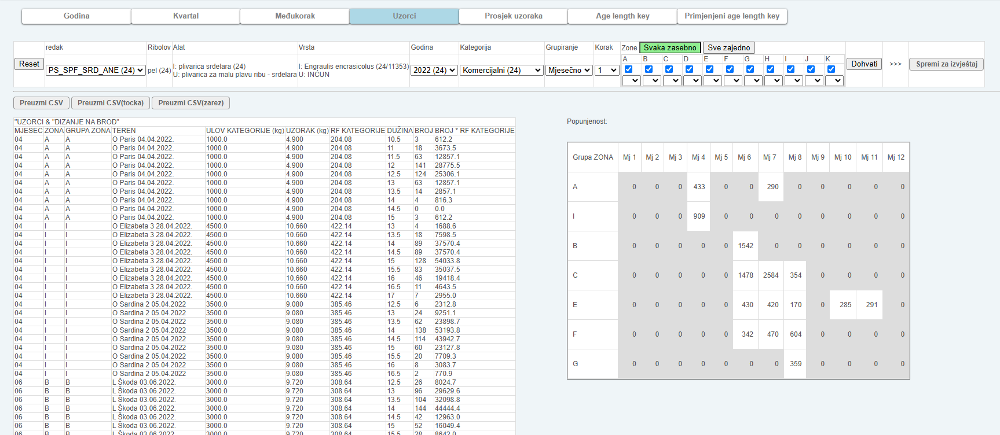 Godina Kvartal Međukorak Uzorci Prosjek uzoraka Age length key Primjenjeni age length key
redak Ribolov Alat Vrsta Godina Kategorija Grupiranje Korak Zone Svaka zasebno Sve zajedno
A B C D E F G H I J K
Reset PS_SPF_SRD_ANE (24) pel (24) I: plivarica srdelara (24) I: Engraulis encrasicolus (24/11353) 2022 (24) Komercijalni (24) Mjesečno 1 Dohvati >>> Spremi za izvještaj
U: plivarica za malu plavu ribu - srdelara U: INĆUN
Preuzmi CSV Preuzmi CSV(tocka) Preuzmi CSV(zarez)
"UZORCI & "DIZANJE NA BROD"
MJESEC ZONA GRUPA ZONA TEREN ULOV KATEGORIJE (kg) UZORAK (kg) RF KATEGORIJE DUŽINA BROJ BROJ * RF KATEGORIJE
04 A A O Paris 04.04.2022. 1000.0 4.900 204.08 10.5 3 612.2
04 A A O Paris 04.04.2022. 1000.0 4.900 204.08 11 18 3673.5
04 A A O Paris 04.04.2022. 1000.0 4.900 204.08 11.5 63 12857.1
04 A A O Paris 04.04.2022. 1000.0 4.900 204.08 12 141 28775.5
04 A A O Paris 04.04.2022. 1000.0 4.900 204.08 12.5 124 25306.1
04 A A O Paris 04.04.2022. 1000.0 4.900 204.08 13 63 12857.1
04 A A O Paris 04.04.2022. 1000.0 4.900 204.08 13.5 14 2857.1
04 A A O Paris 04.04.2022. 1000.0 4.900 204.08 14 4 816.3
04 A A O Paris 04.04.2022. 1000.0 4.900 204.08 14.5 0 0.0
04 A A O Paris 04.04.2022. 1000.0 4.900 204.08 15 3 612.2
04 I I O Elizabeta 3 28.04.2022. 4500.0 10.660 422.14 13 4 1688.6
04 I I O Elizabeta 3 28.04.2022. 4500.0 10.660 422.14 13.5 18 7598.5
04 I I O Elizabeta 3 28.04.2022. 4500.0 10.660 422.14 14 89 37570.4
04 I I O Elizabeta 3 28.04.2022. 4500.0 10.660 422.14 14.5 89 37570.4
04 I I O Elizabeta 3 28.04.2022. 4500.0 10.660 422.14 15 128 54033.8
04 I I O Elizabeta 3 28.04.2022. 4500.0 10.660 422.14 15.5 83 35037.5
04 I I O Elizabeta 3 28.04.2022. 4500.0 10.660 422.14 16 46 19418.4
04 I I O Elizabeta 3 28.04.2022. 4500.0 10.660 422.14 16.5 11 4643.5
04 I I O Elizabeta 3 28.04.2022. 4500.0 10.660 422.14 17 7 2955.0
04 I I O Sardina 2 05.04.2022 3500.0 9.080 385.46 12.5 6 2312.8
04 I I O Sardina 2 05.04.2022 3500.0 9.080 385.46 13 24 9251.1
04 I I O Sardina 2 05.04.2022 3500.0 9.080 385.46 13.5 62 23898.7
04 I I O Sardina 2 05.04.2022 3500.0 9.080 385.46 14 138 53193.8
04 I I O Sardina 2 05.04.2022 3500.0 9.080 385.46 14.5 114 43942.7
04 I I O Sardina 2 05.04.2022 3500.0 9.080 385.46 15 60 23127.8
04 I I O Sardina 2 05.04.2022 3500.0 9.080 385.46 15.5 20 7709.3
04 I I O Sardina 2 05.04.2022 3500.0 9.080 385.46 16 8 3083.7
04 I I O Sardina 2 05.04.2022 3500.0 9.080 385.46 16.5 2 770.9
06 B B L Škoda 03.06.2022. 3000.0 9.720 308.64 12.5 26 8024.7
06 B B L Škoda 03.06.2022. 3000.0 9.720 308.64 13 96 29629.6
06 B B L Škoda 03.06.2022. 3000.0 9.720 308.64 13.5 104 32098.8
06 B B L Škoda 03.06.2022. 3000.0 9.720 308.64 14 144 44444.4
06 B B L Škoda 03.06.2022. 3000.0 9.720 308.64 14.5 42 12963.0
06 B B L Škoda 03.06.2022. 3000.0 9.720 308.64 15 52 16049.4
06 B B L Škoda 03.06.2022. 3000.0 9.720 308.64 15.5 28 8642.0
Popunjenost:
Grupa ZONA Mj 1 Mj 2 Mj 3 Mj 4 Mj 5 Mj 6 Mj 7 Mj 8 Mj 9 Mj 10 Mj 11 Mj 12
A 0 0 0 433 0 0 290 0 0 0 0 0
I 0 0 0 909 0 0 0 0 0 0 0 0
B 0 0 0 0 0 1542 0 0 0 0 0 0
C 0 0 0 0 0 1478 2584 354 0 0 0 0
E 0 0 0 0 0 430 420 170 0 285 291 0
F 0 0 0 0 0 342 470 604 0 0 0 0
G 0 0 0 0 0 0 0 359 0 0 0 0